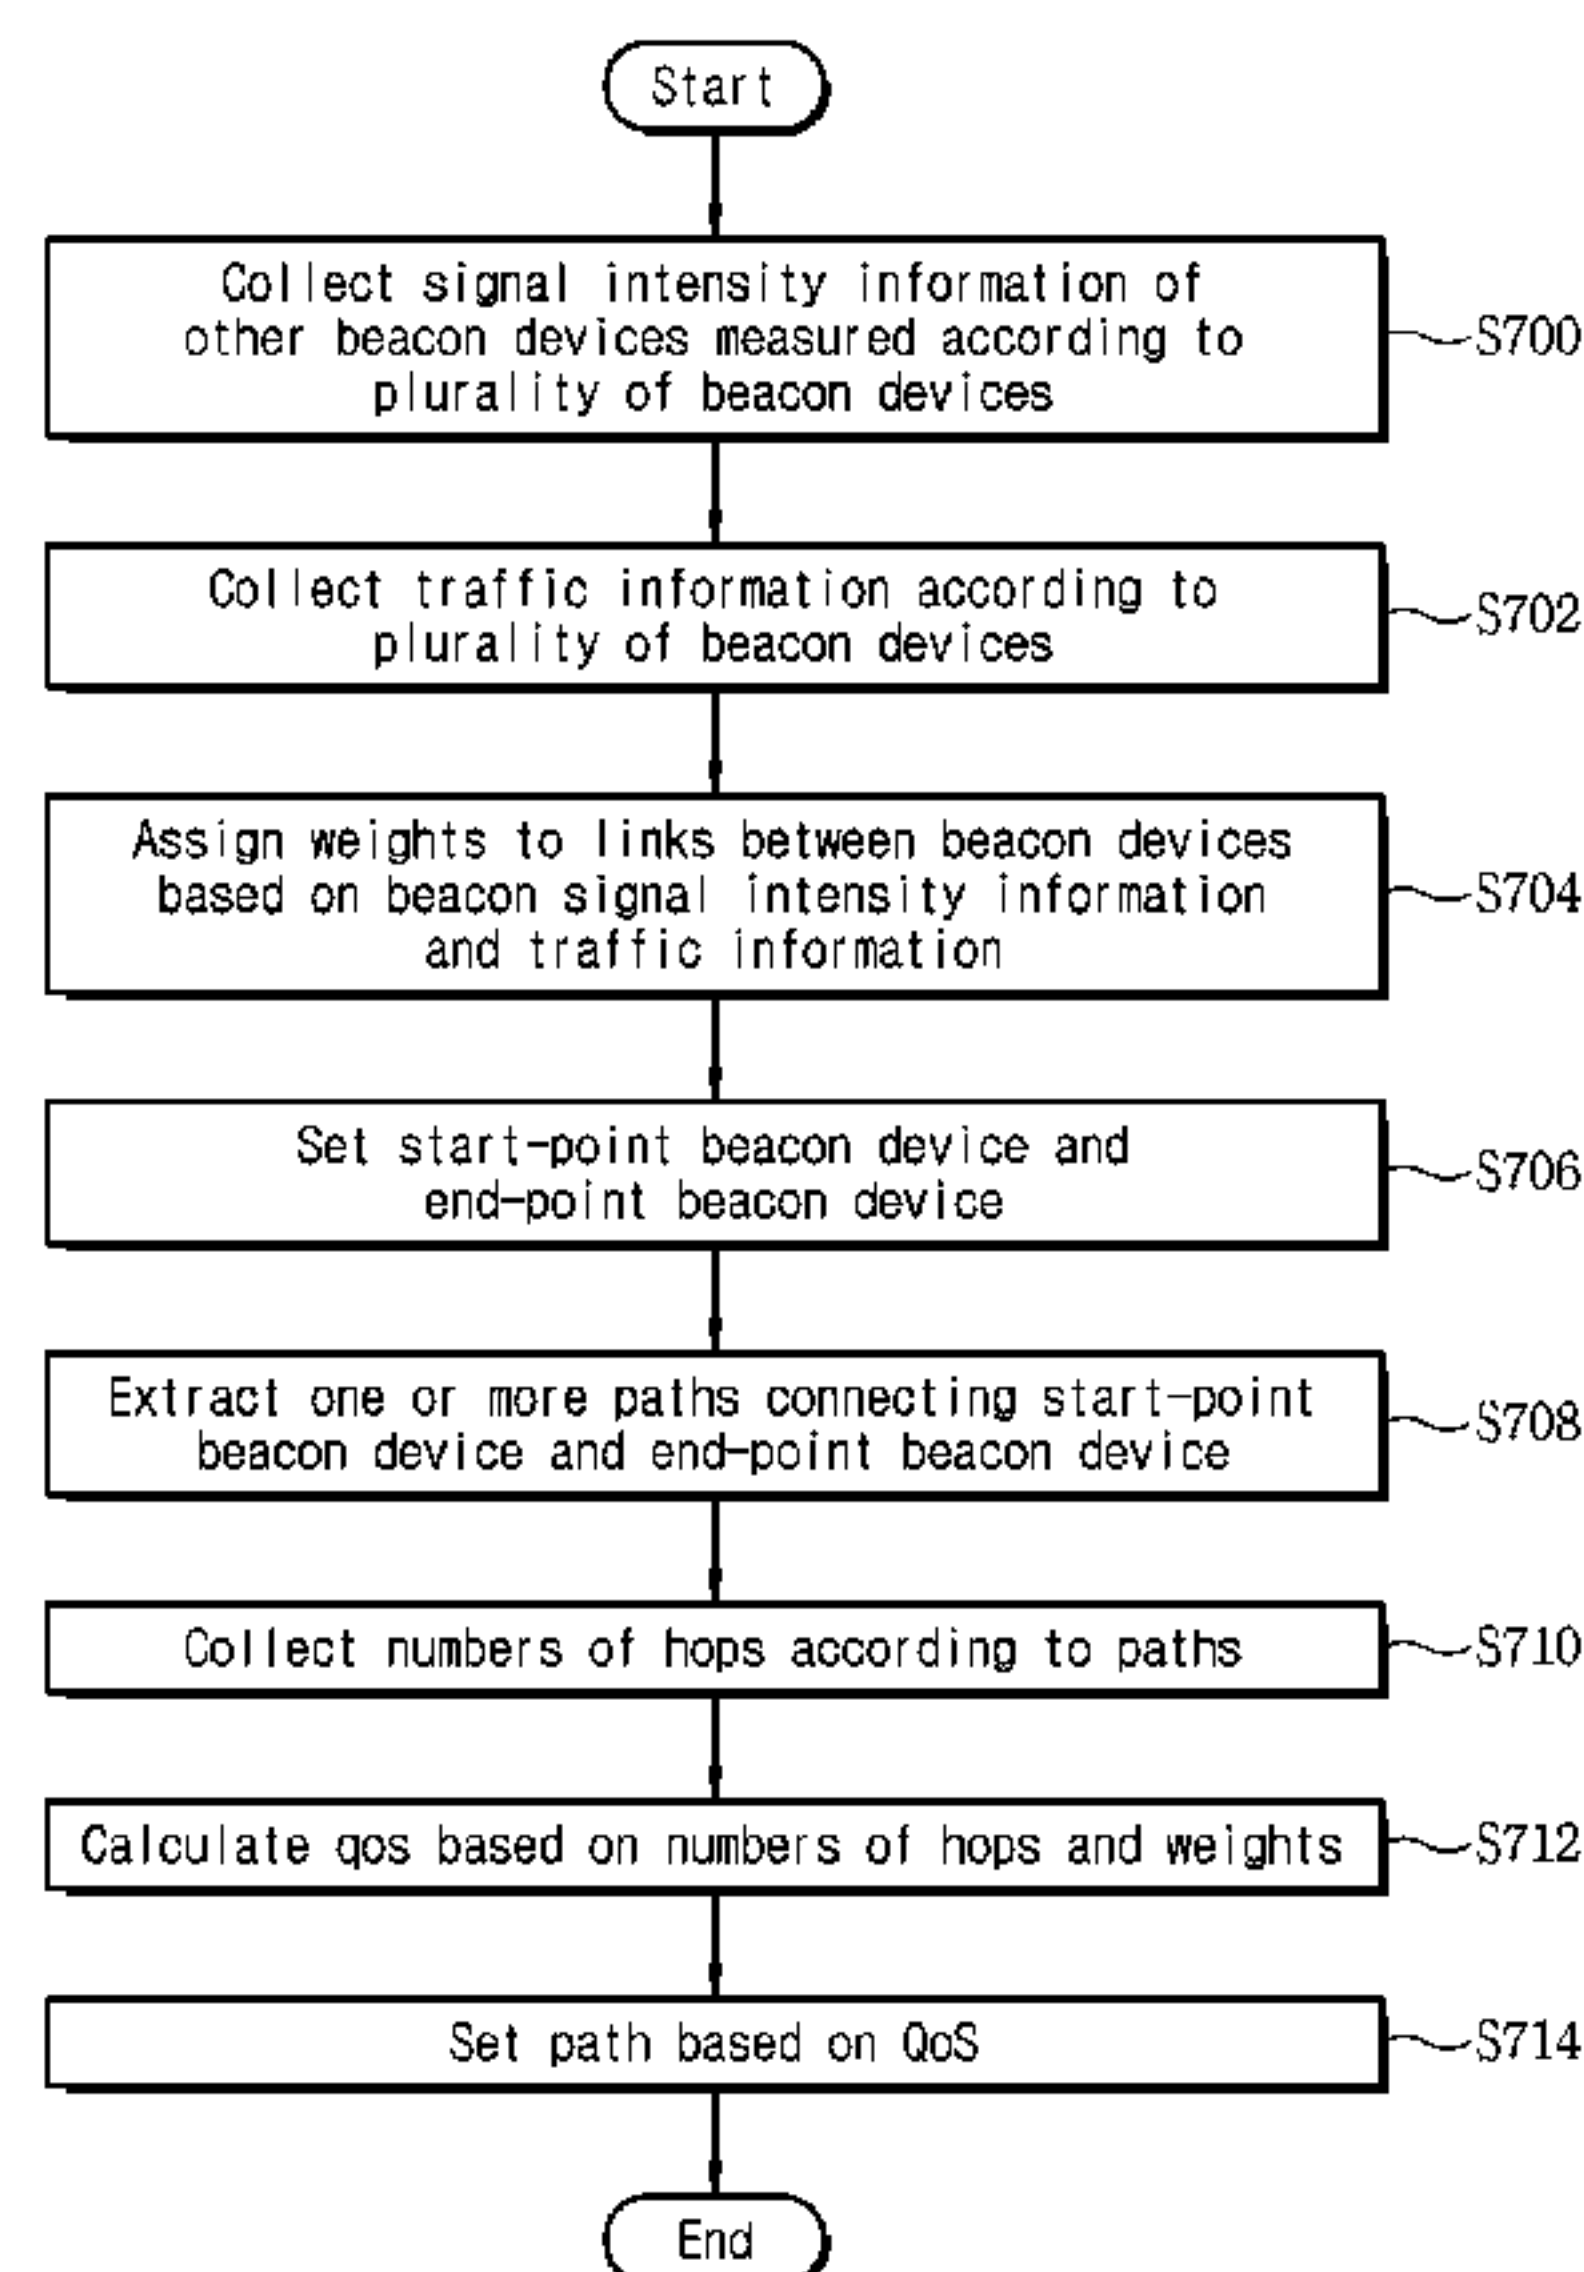 Start
Collect signal intensity information of
other beacon devices measured according to
plurality of beacon devices
S700
Collect traffic information according to
plurality of beacon devices
S702
Assign weights to links between beacon devices
based on beacon signal intensity information
and traffic information
S704
Set start-point beacon device and
end-point beacon device
S706
Extract one or more paths connecting start-point
beacon device and end-point beacon device
S708
Collect numbers of hops according to paths
S710
Calculate qos based on numbers of hops and weights
S712
Set path based on QoS
S714
End